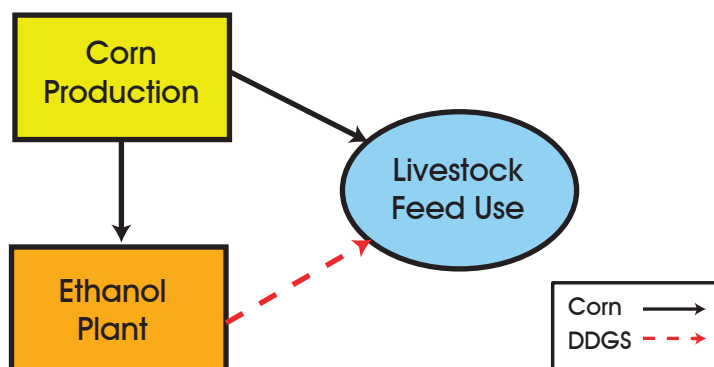 Corn
Production
Livestock
Feed Use
Ethanol
Plant
Corn
DDGS